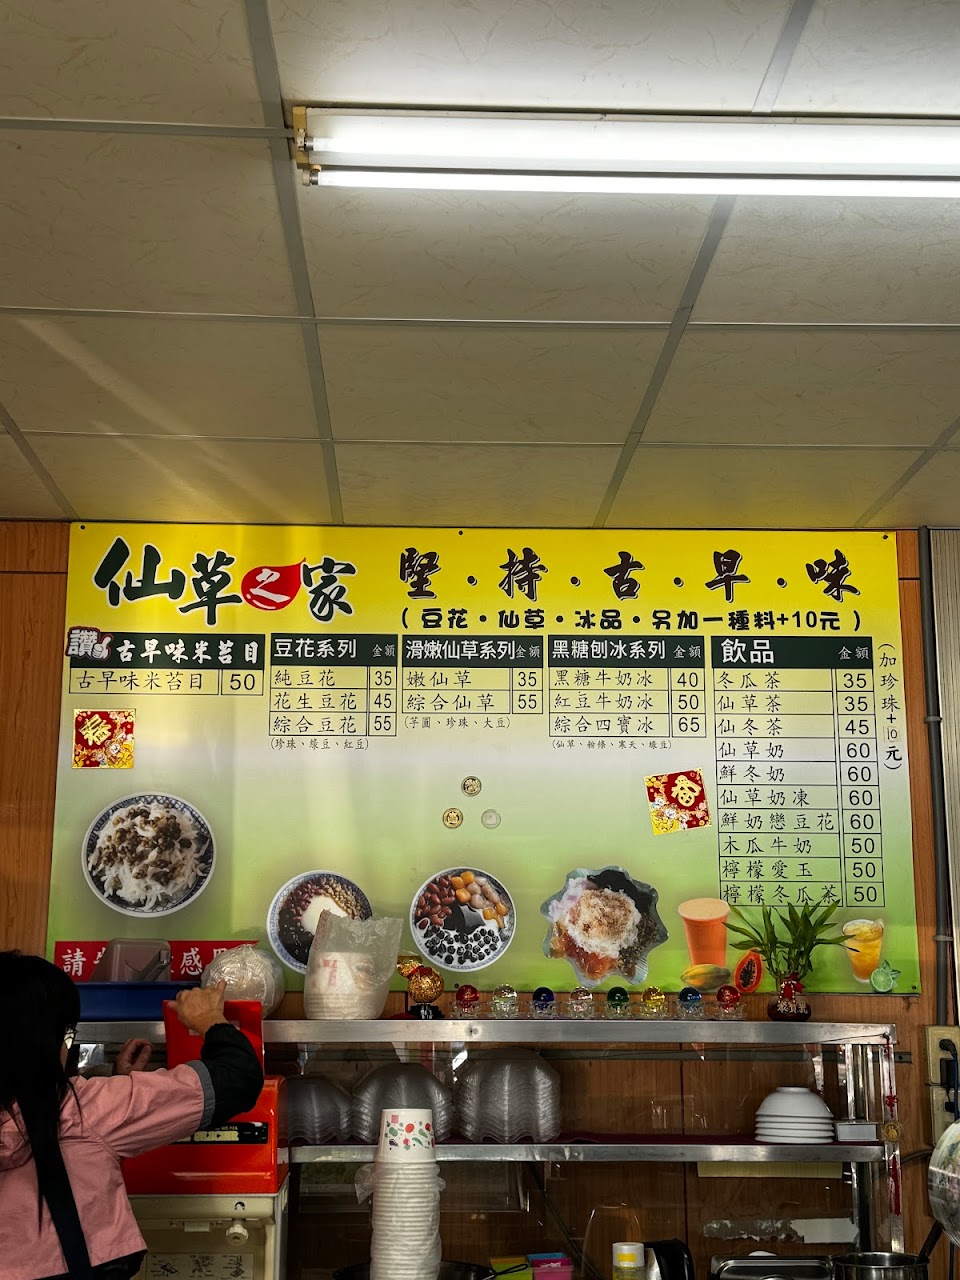 仙草之家
堅・持・古・早・味
(豆花・仙草・冰品・另加一種料+10元)
讚! 古早味米苔目
古早味米苔目 50
豆花系列 金額
純豆花 35
花生豆花 45
綜合豆花 55
(珍珠、綠豆、紅豆)
滑嫩仙草系列 金額
嫩仙草 35
綜合仙草 55
(芋圓、珍珠、大豆)
黑糖刨冰系列 金額
黑糖牛奶冰 40
紅豆牛奶冰 50
綜合四寶冰 65
(仙草、粉條、寒天、綠豆)
飲品 金額
冬瓜茶 35
仙草茶 35
仙冬茶 45
仙草奶 60
鮮冬奶 60
仙草奶凍 60
鮮奶戀豆花 60
木瓜牛奶 50
檸檬愛玉 50
檸檬冬瓜茶 50
(加珍珠+10元)
春
春
請
感